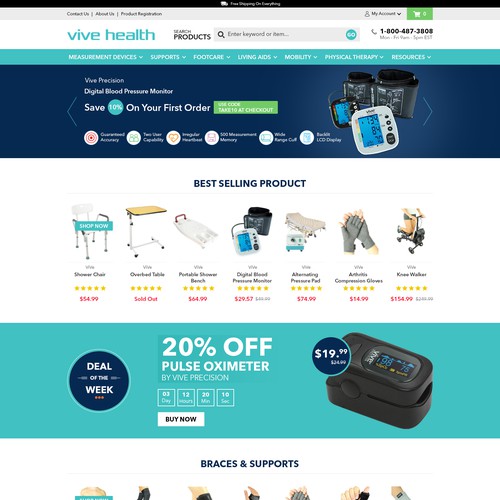 Free Shipping On Everything
Contact Us | About Us | Product Registration
My Account
0
vive health
SEARCH PRODUCTS
Enter keyword or item...
1-800-487-3808
Mon - Fri 9am - 5pm EST
MEASUREMENT DEVICES SUPPORTS FOOTCARE LIVING AIDS MOBILITY PHYSICAL THERAPY RESOURCES
Vive Precision
Digital Blood Pressure Monitor
Save 10% On Your First Order
USE CODE
TAKE10 AT CHECKOUT
Guaranteed Accuracy
Two User Capability
Irregular Heartbeat
500 Measurement Memory
Wide Range Cuff
Backlit LCD Display
BEST SELLING PRODUCT
SHOP NOW
Vive
Shower Chair
$54.99
Vive
Overbed Table
Sold Out
Vive
Portable Shower Bench
$64.99
Vive
Digital Blood Pressure Monitor
$29.57 $49.99
Vive
Alternating Pressure Pad
$74.99
Vive
Arthritis Compression Gloves
$14.99
Vive
Knee Walker
$154.99 $249.99
DEAL
OF THE
WEEK
20% OFF
PULSE OXIMETER
BY VIVE PRECISION
03 Day
12 Hours
20 Min
10 Sec
BUY NOW
$19.99
$24.99
BRACES & SUPPORTS